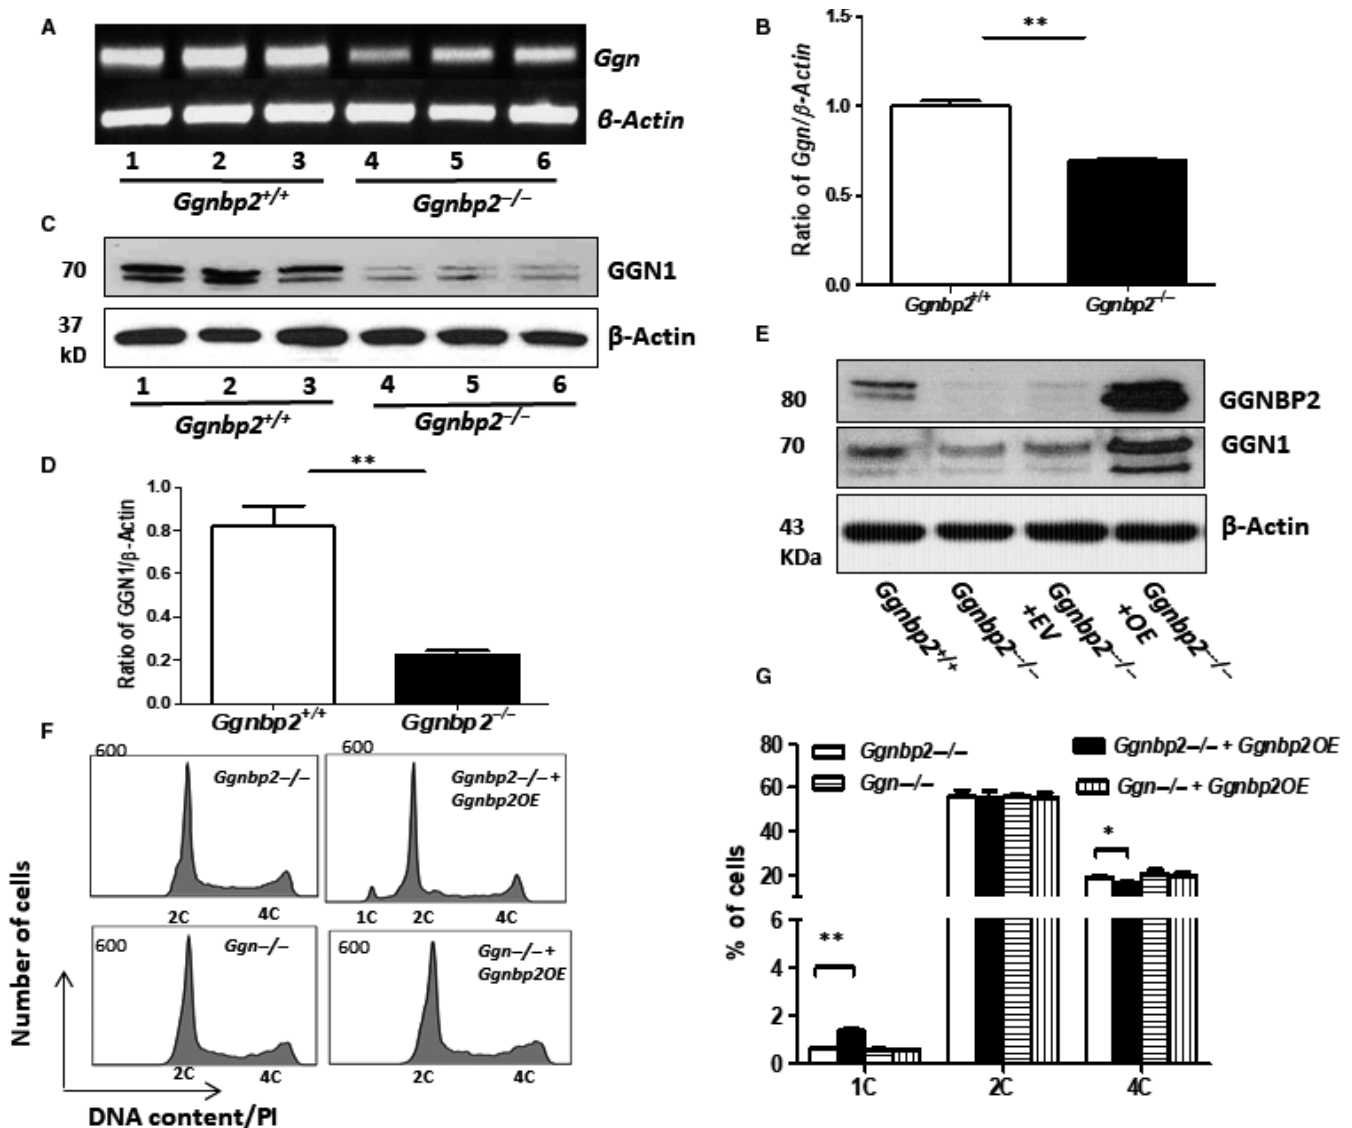 A
Ggn
β-Actin
1 2 3 4 5 6
Ggnbp2+/+ Ggnbp2−/−
B
**
Ratio of Ggn/β-Actin
1.5
1.0
0.5
0.0
Ggnbp2+/+ Ggnbp2−/−
C
70
GGN1
37
kD
β-Actin
1 2 3 4 5 6
Ggnbp2+/+ Ggnbp2−/−
D
**
Ratio of GGN1/β-Actin
1.0
0.8
0.6
0.4
0.2
0.0
Ggnbp2+/+ Ggnbp2−/−
E
80
GGNBP2
70
GGN1
43
KDa
β-Actin
Ggnbp2+/+
Ggnbp2−/−
Ggnbp2−/−
+EV
Ggnbp2−/−
+OE
F
Number of cells
600
Ggnbp2−/−
2C 4C
600
Ggnbp2−/−+
Ggnbp2OE
1C 2C 4C
600
Ggn−/−
2C 4C
600
Ggn−/−+
Ggnbp2OE
2C 4C
DNA content/PI
G
% of cells
80
60
40
20
6
4
2
0
Ggnbp2−/−
Ggnbp2−/− + Ggnbp2OE
Ggn−/−
Ggn−/− + Ggnbp2OE
**
*
1C 2C 4C